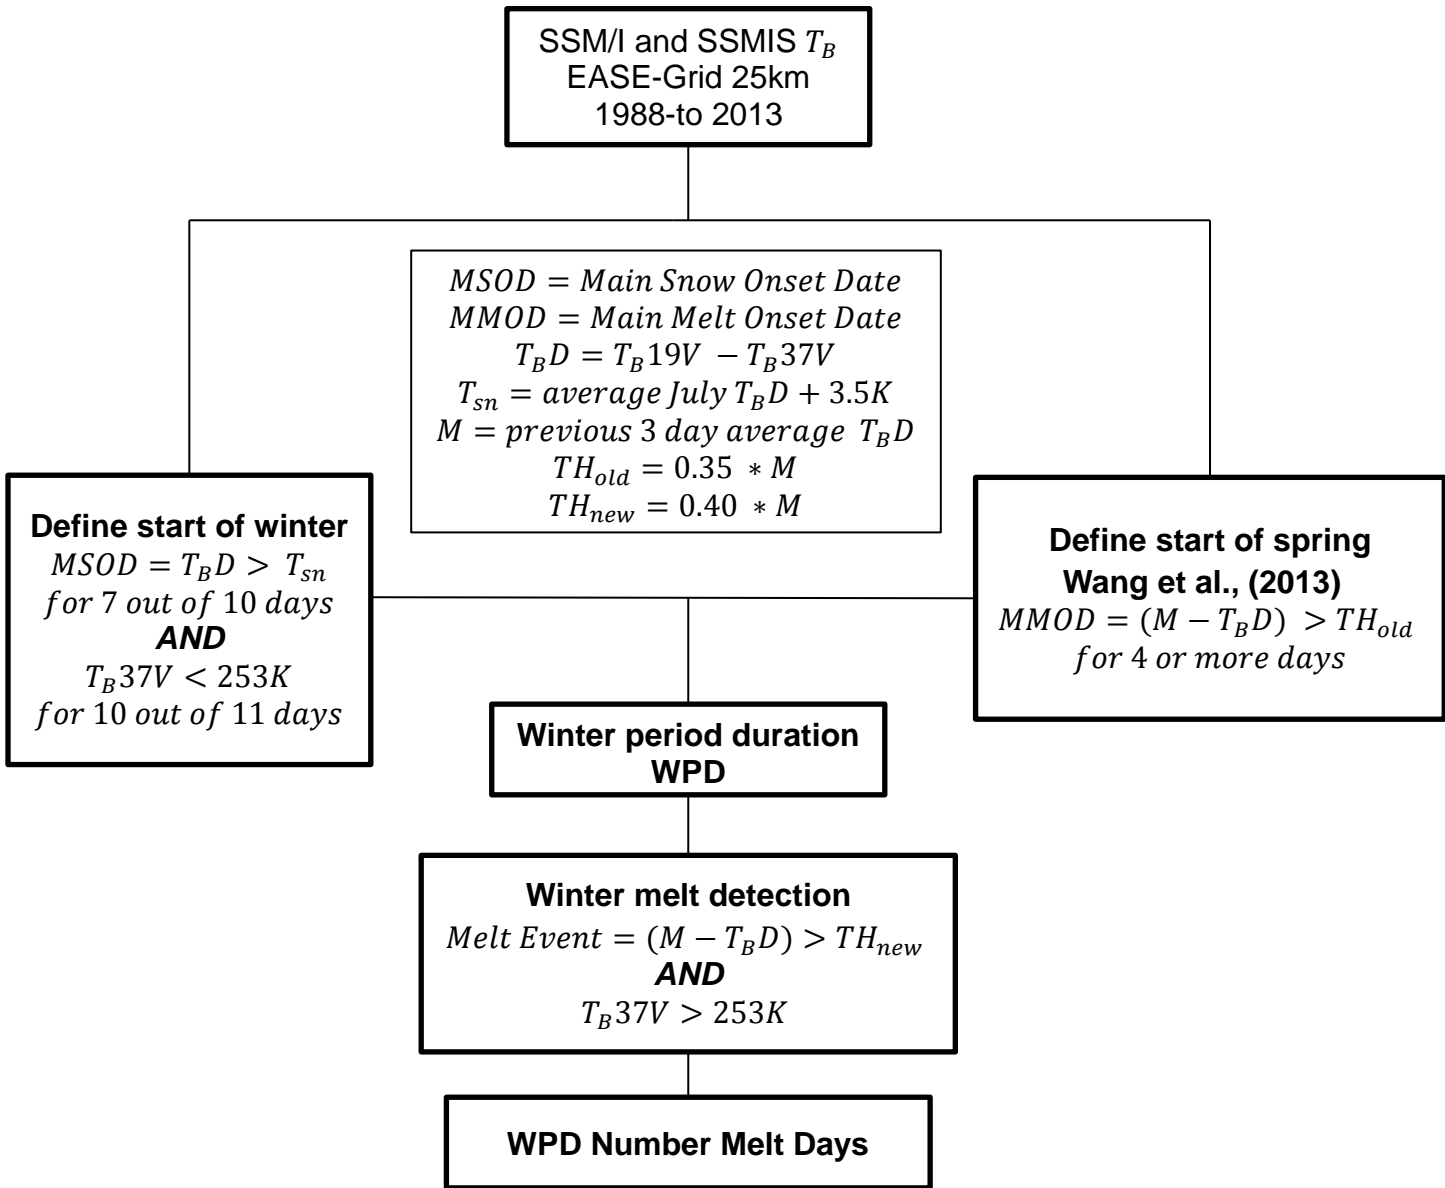 SSM/I and SSMIS T_B
EASE-Grid 25km
1988-to 2013
MSOD = Main Snow Onset Date
MMOD = Main Melt Onset Date
T_BD = T_B19V − T_B37V
T_sn = average July T_BD + 3.5K
M = previous 3 day average T_BD
TH_old = 0.35 * M
TH_new = 0.40 * M
Define start of winter
MSOD = T_BD > T_sn
for 7 out of 10 days
AND
T_B37V < 253K
for 10 out of 11 days
Define start of spring
Wang et al., (2013)
MMOD = (M − T_BD) > TH_old
for 4 or more days
Winter period duration
WPD
Winter melt detection
Melt Event = (M − T_BD) > TH_new
AND
T_B37V > 253K
WPD Number Melt Days